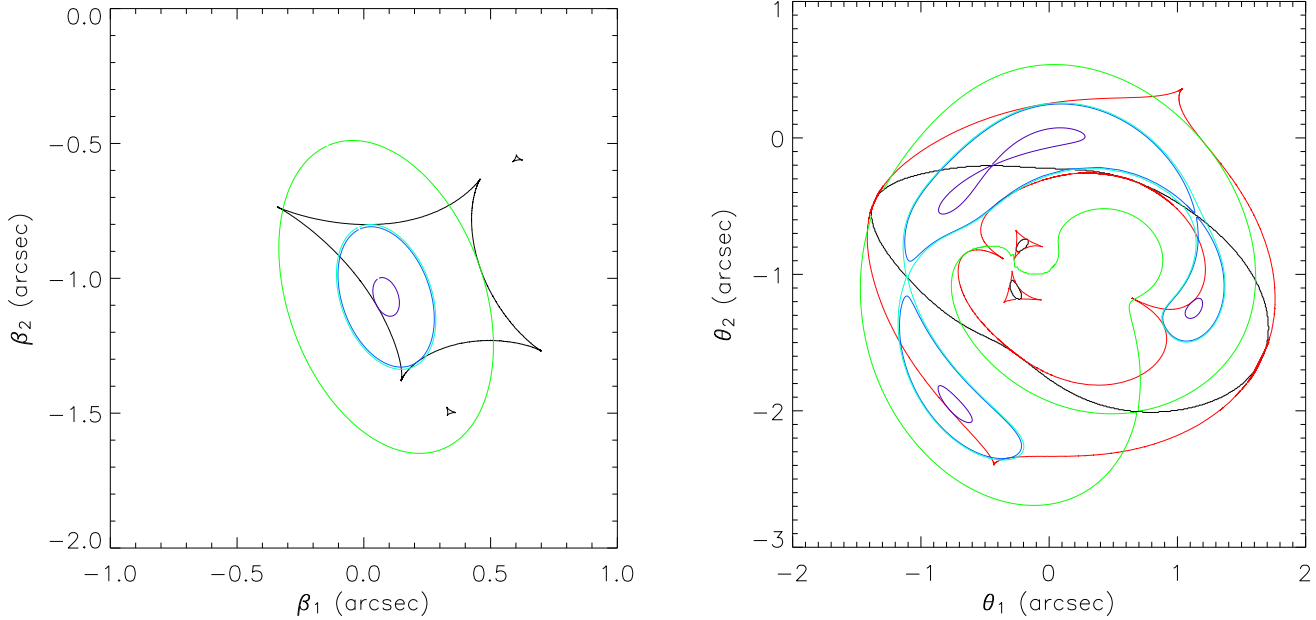 0.0
−0.5
−1.0
−1.5
−2.0
β₂ (arcsec)
−1.0 −0.5 0.0 0.5 1.0
β₁ (arcsec)
1
0
−1
−2
−3
θ₂ (arcsec)
−2 −1 0 1 2
θ₁ (arcsec)